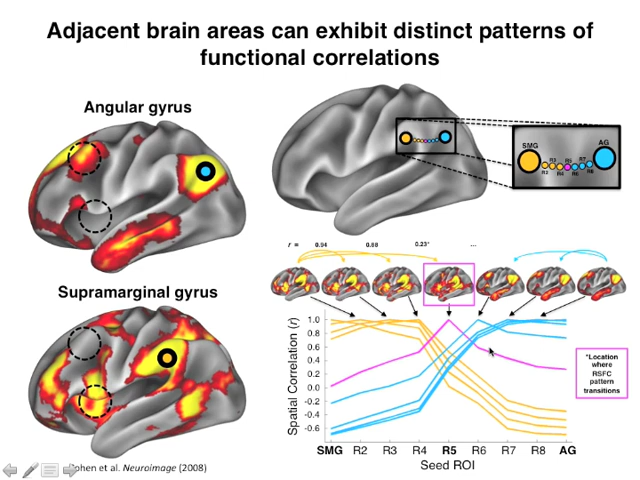 Adjacent brain areas can exhibit distinct patterns of
functional correlations
Angular gyrus
Supramarginal gyrus
SMG
AG
R2
R3
R4
R5
R6
R7
R8
r =
0.94
0.88
0.23*
...
Spatial Correlation (r)
1.0
0.8
0.6
0.4
0.2
0.0
-0.2
-0.4
-0.6
SMG R2 R3 R4 R5 R6 R7 R8 AG
Seed ROI
*Location
where
RSFC
pattern
transitions
et al. Neuroimage (2008)